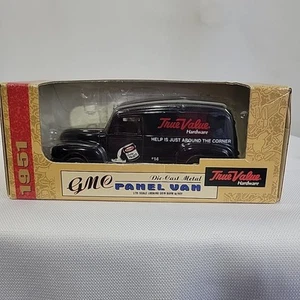 True Value
Hardware
HELP IS JUST AROUND THE CORNER
1951
GMC
Die-Cast Metal
PANEL VAN
True Value
Hardware